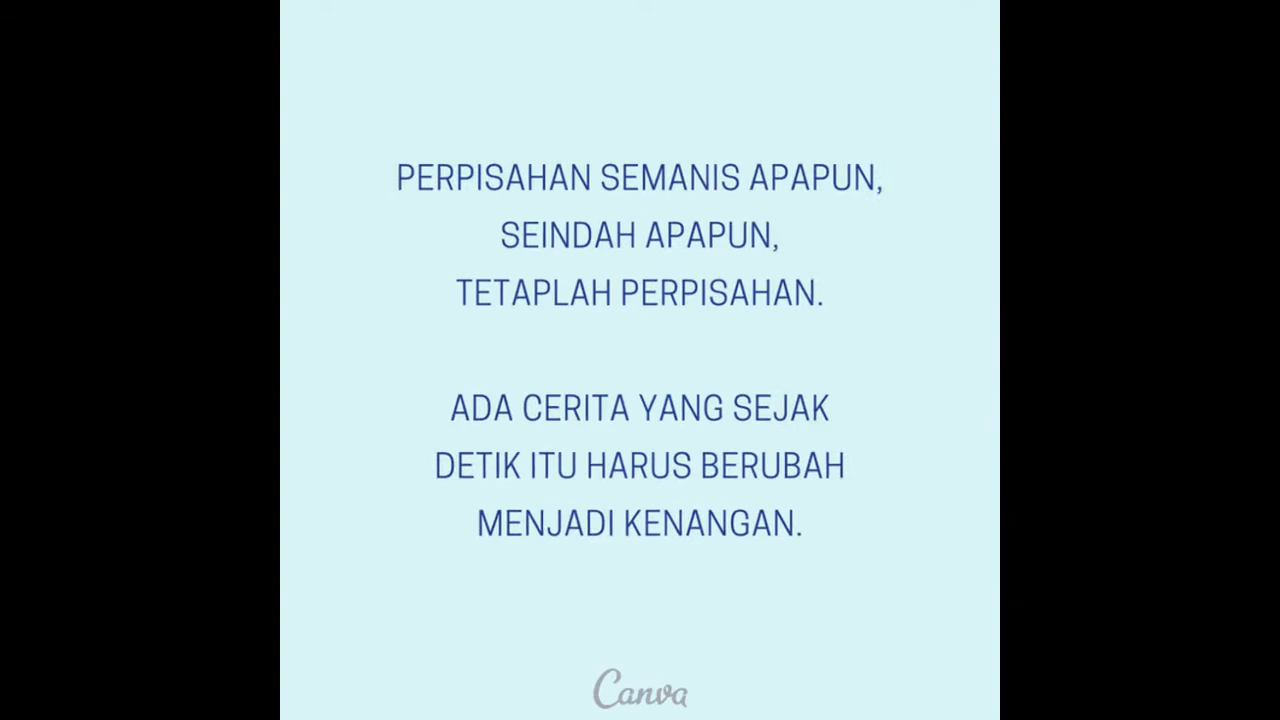 PERPISAHAN SEMANIS APAPUN,
SEINDAH APAPUN,
TETAPLAH PERPISAHAN.
ADA CERITA YANG SEJAK
DETIK ITU HARUS BERUBAH
MENJADI KENANGAN.
Canva